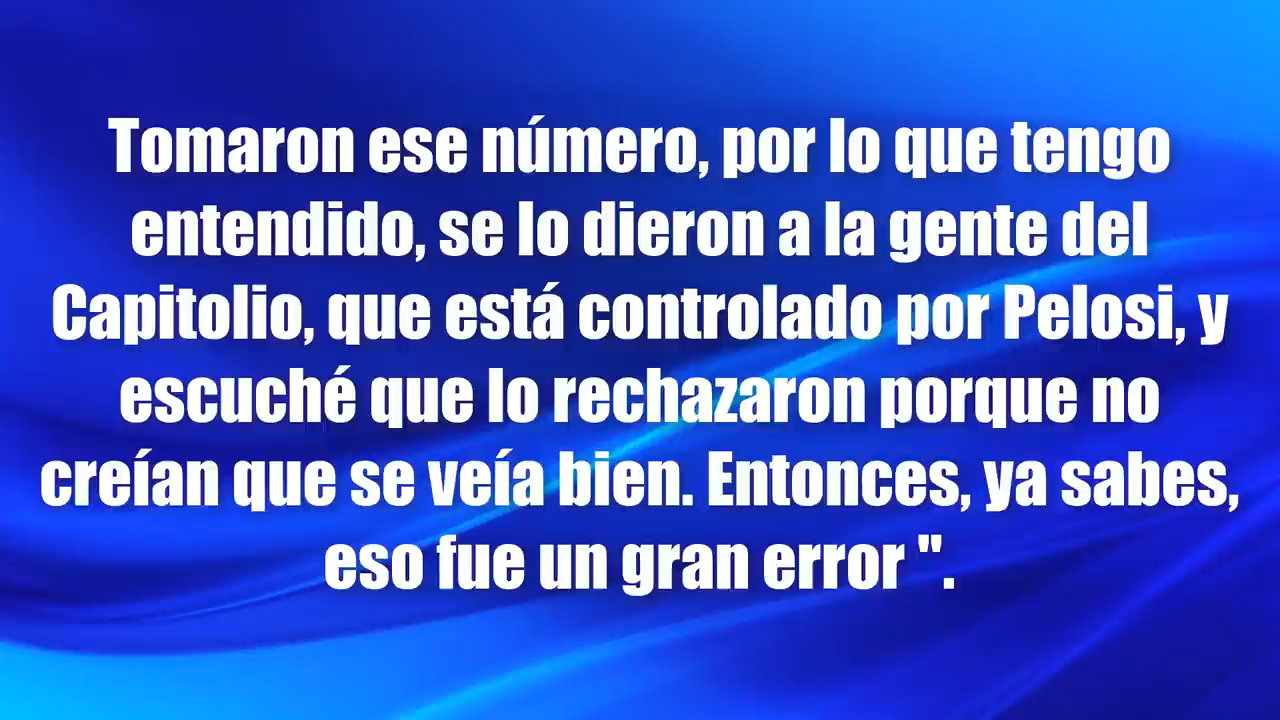 Tomaron ese número, por lo que tengo
entendido, se lo dieron a la gente del
Capitolio, que está controlado por Pelosi, y
escuché que lo rechazaron porque no
creían que se veía bien. Entonces, ya sabes,
eso fue un gran error ".